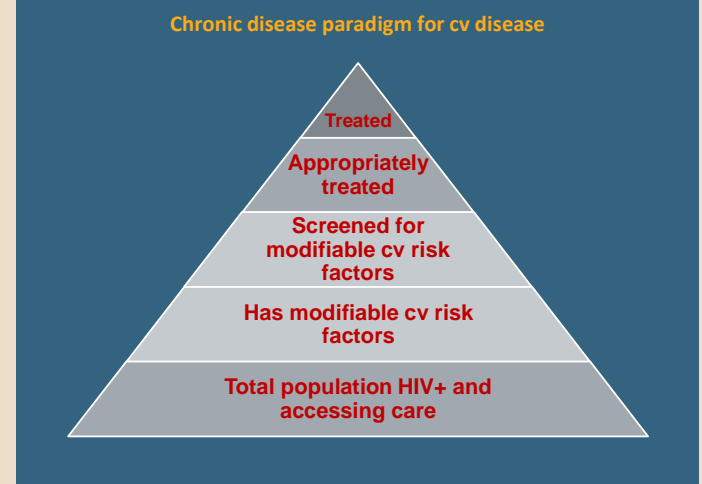 Chronic disease paradigm for cv disease
Treated
Appropriately
treated
Screened for
modifiable cv risk
factors
Has modifiable cv risk
factors
Total population HIV+ and
accessing care